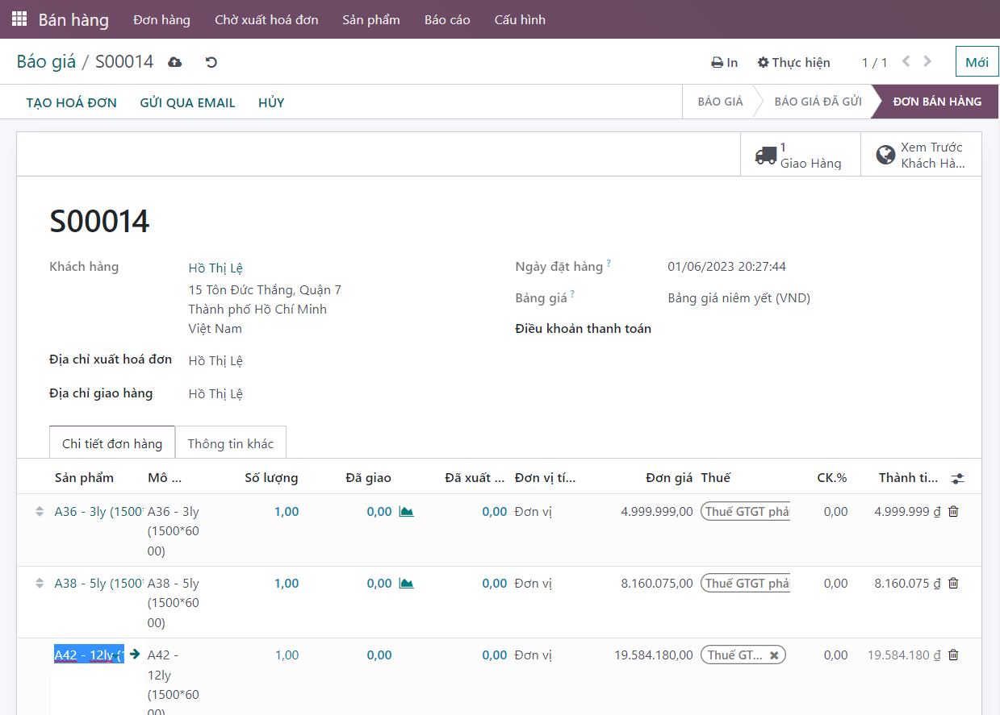 Bán hàng Đơn hàng Chờ xuất hoá đơn Sản phẩm Báo cáo Cấu hình
Báo giá / S00014 In Thực hiện 1 / 1 Mới
TẠO HOÁ ĐƠN GỬI QUA EMAIL HỦY BÁO GIÁ BÁO GIÁ ĐÃ GỬI ĐƠN BÁN HÀNG
1
Giao Hàng
Xem Trước
Khách Hà...
S00014
Khách hàng
Hồ Thị Lệ
15 Tôn Đức Thắng, Quận 7
Thành phố Hồ Chí Minh
Việt Nam
Địa chỉ xuất hoá đơn Hồ Thị Lệ
Địa chỉ giao hàng Hồ Thị Lệ
Ngày đặt hàng ? 01/06/2023 20:27:44
Bảng giá ? Bảng giá niêm yết (VND)
Điều khoản thanh toán
Chi tiết đơn hàng Thông tin khác
Sản phẩm Mô ... Số lượng Đã giao Đã xuất ... Đơn vị tí... Đơn giá Thuế CK.% Thành ti...
A36 - 3ly (1500* A36 - 3ly 1,00 0,00 0,00 Đơn vị 4.999.999,00 Thuế GTGT phải 0,00 4.999.999 ₫
(1500*60
00)
A38 - 5ly (1500* A38 - 5ly 1,00 0,00 0,00 Đơn vị 8.160.075,00 Thuế GTGT phải 0,00 8.160.075 ₫
(1500*60
00)
A42 - 12ly (1 A42 - 1,00 0,00 0,00 Đơn vị 19.584.180,00 Thuế GT... 0,00 19.584.180 ₫
12ly
(1500*60
00)